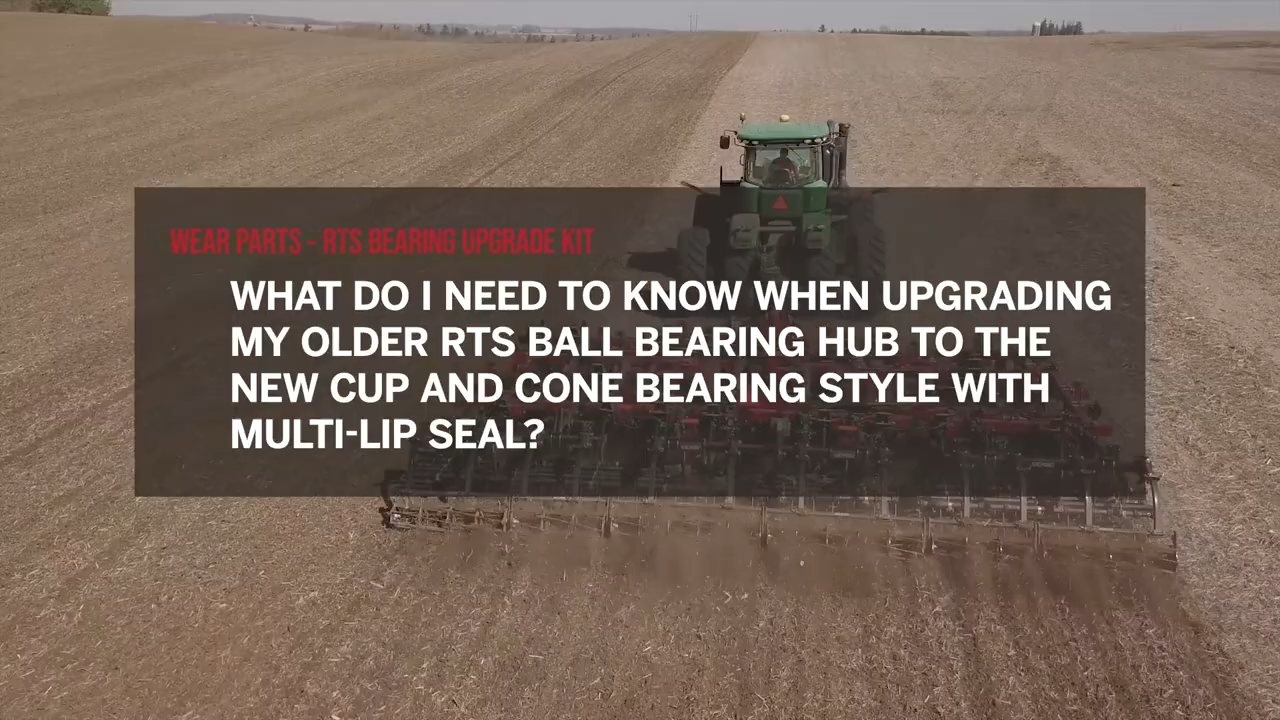 WEAR PARTS - RTS BEARING UPGRADE KIT
WHAT DO I NEED TO KNOW WHEN UPGRADING
MY OLDER RTS BALL BEARING HUB TO THE
NEW CUP AND CONE BEARING STYLE WITH
MULTI-LIP SEAL?